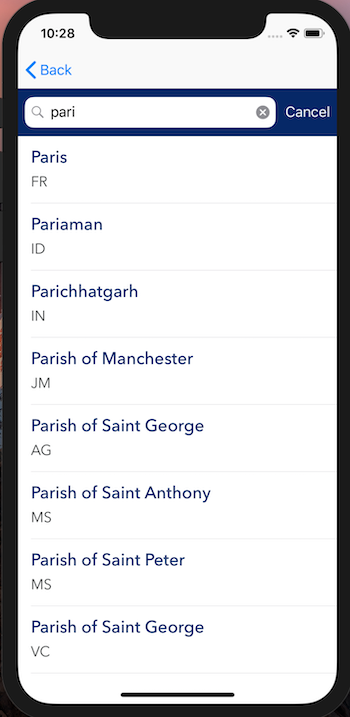 10:28
Back
pari
Cancel
Paris
FR
Pariaman
ID
Parichhatgarh
IN
Parish of Manchester
JM
Parish of Saint George
AG
Parish of Saint Anthony
MS
Parish of Saint Peter
MS
Parish of Saint George
VC